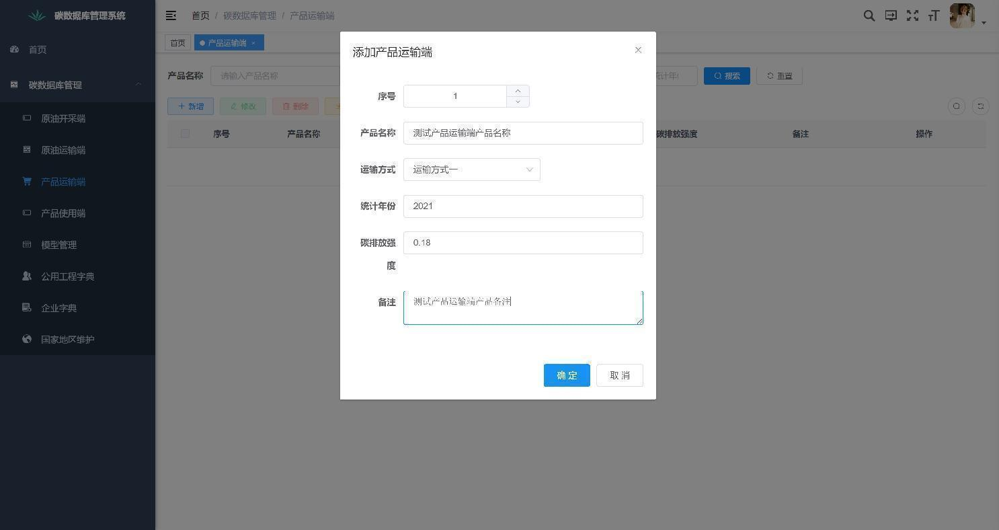 碳数据库管理系统
首页 / 碳数据库管理 / 产品运输端
首页
碳数据库管理
原油开采端
原油运输端
产品运输端
产品使用端
模型管理
公用工程字典
企业字典
国家地区维护
首页
产品运输端 ×
产品名称 请输入产品名称
搜索 重置
新增 修改 删除
序号 产品名称 碳排放强度 备注 操作
添加产品运输端
序号 1
产品名称 测试产品运输端产品名称
运输方式 运输方式一
统计年份 2021
碳排放强度 0.18
备注 测试产品运输端产品备注
确 定 取 消